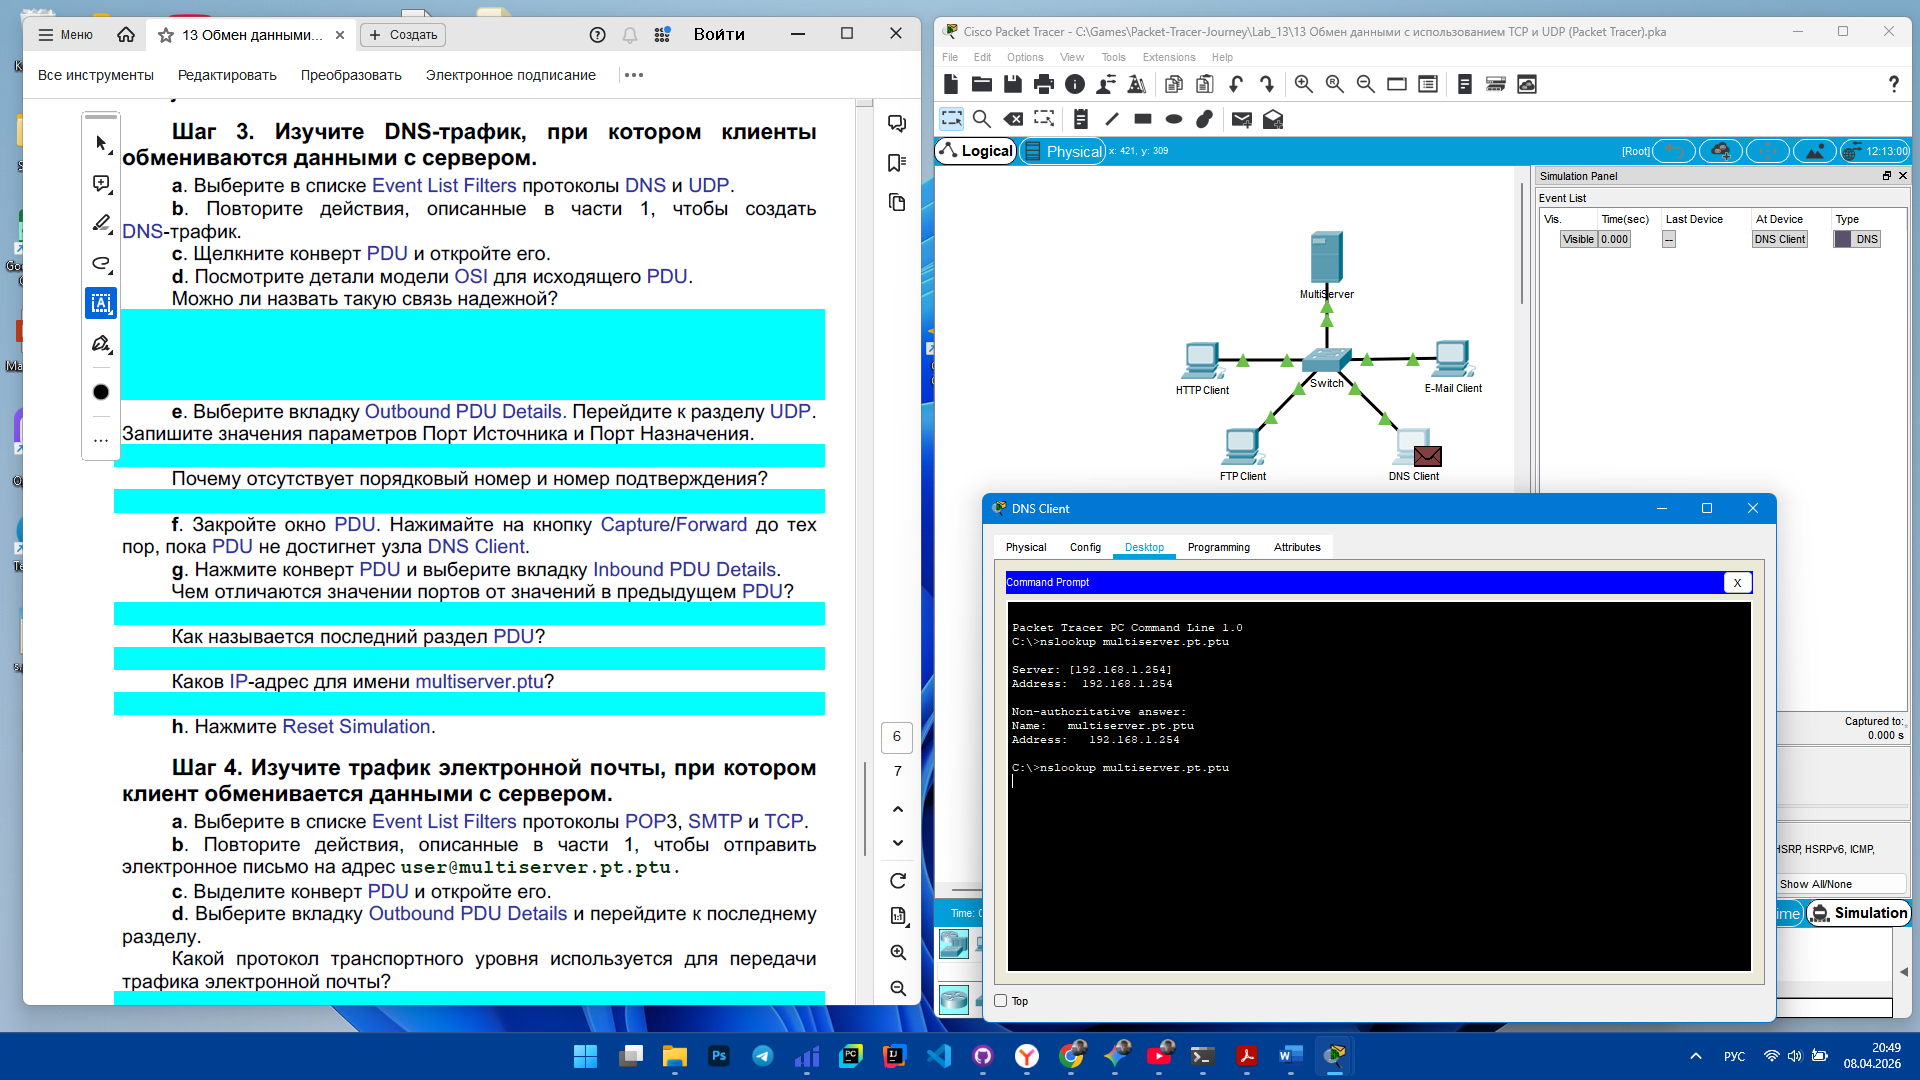 Меню
13 Обмен данными...
Создать
Войти
Все инструменты
Редактировать
Преобразовать
Электронное подписание
Шаг 3. Изучите DNS-трафик, при котором клиенты
обмениваются данными с сервером.
a. Выберите в списке Event List Filters протоколы DNS и UDP.
b. Повторите действия, описанные в части 1, чтобы создать
DNS-трафик.
c. Щелкните конверт PDU и откройте его.
d. Посмотрите детали модели OSI для исходящего PDU.
Можно ли назвать такую связь надежной?
e. Выберите вкладку Outbound PDU Details. Перейдите к разделу UDP.
Запишите значения параметров Порт Источника и Порт Назначения.
Почему отсутствует порядковый номер и номер подтверждения?
f. Закройте окно PDU. Нажимайте на кнопку Capture/Forward до тех
пор, пока PDU не достигнет узла DNS Client.
g. Нажмите конверт PDU и выберите вкладку Inbound PDU Details.
Чем отличаются значении портов от значений в предыдущем PDU?
Как называется последний раздел PDU?
Каков IP-адрес для имени multiserver.ptu?
h. Нажмите Reset Simulation.
Шаг 4. Изучите трафик электронной почты, при котором
клиент обменивается данными с сервером.
a. Выберите в списке Event List Filters протоколы POP3, SMTP и TCP.
b. Повторите действия, описанные в части 1, чтобы отправить
электронное письмо на адрес user@multiserver.pt.ptu.
c. Выделите конверт PDU и откройте его.
d. Выберите вкладку Outbound PDU Details и перейдите к последнему
разделу.
Какой протокол транспортного уровня используется для передачи
трафика электронной почты?
6
7
Cisco Packet Tracer - C:\Games\Packet-Tracer-Journey\Lab_13\13 Обмен данными с использованием TCP и UDP (Packet Tracer).pka
File
Edit
Options
View
Tools
Extensions
Help
Logical
Physical
x: 421, y: 309
[Root]
12:13:00
MultiServer
HTTP Client
Switch
E-Mail Client
FTP Client
DNS Client
Simulation Panel
Event List
Vis.
Time(sec)
Last Device
At Device
Type
Visible
0.000
--
DNS Client
DNS
Captured to:
0.000 s
HSRP, HSRPv6, ICMP,
Show All/None
Simulation
Time:
DNS Client
Physical
Config
Desktop
Programming
Attributes
Command Prompt
X
Packet Tracer PC Command Line 1.0
C:\>nslookup multiserver.pt.ptu
Server: [192.168.1.254]
Address:  192.168.1.254
Non-authoritative answer:
Name:   multiserver.pt.ptu
Address:   192.168.1.254
C:\>nslookup multiserver.pt.ptu
Top
РУС
20:49
08.04.2026